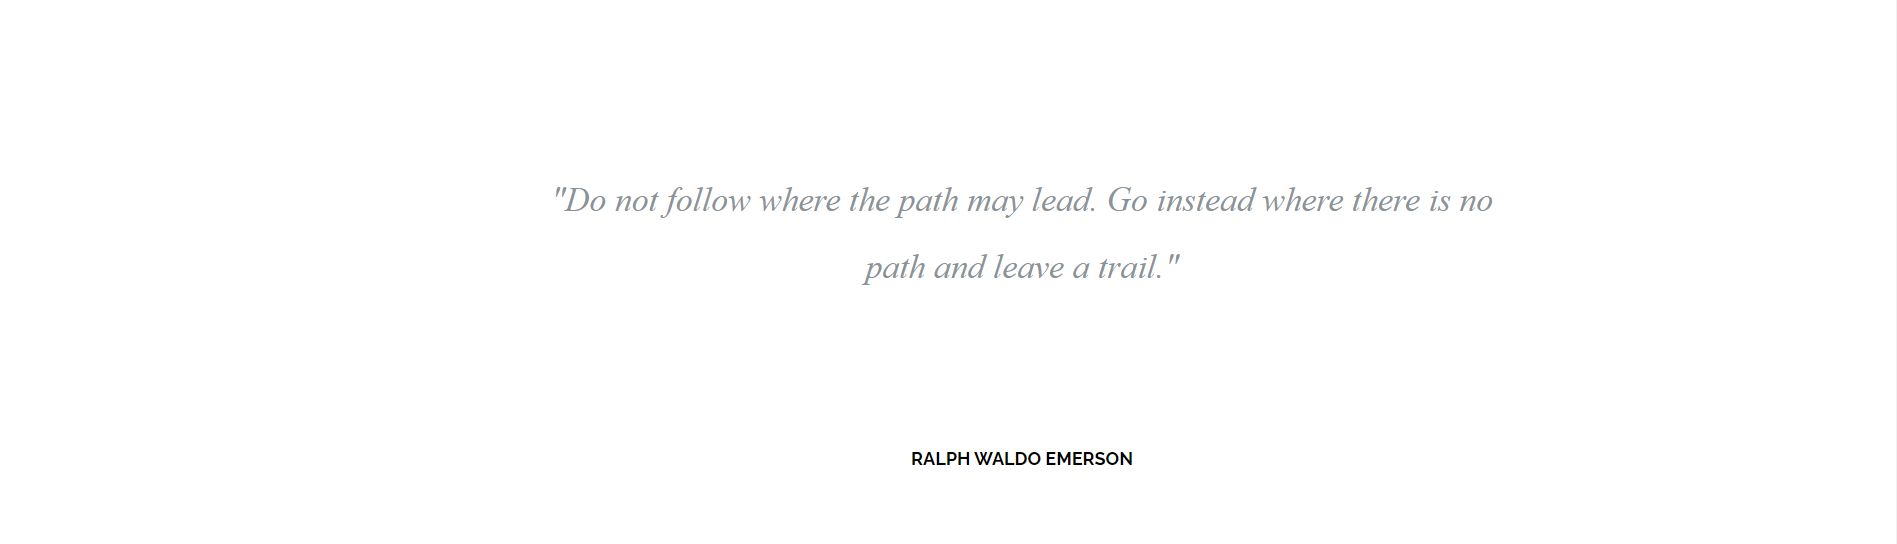 "Do not follow where the path may lead. Go instead where there is no
path and leave a trail."
RALPH WALDO EMERSON